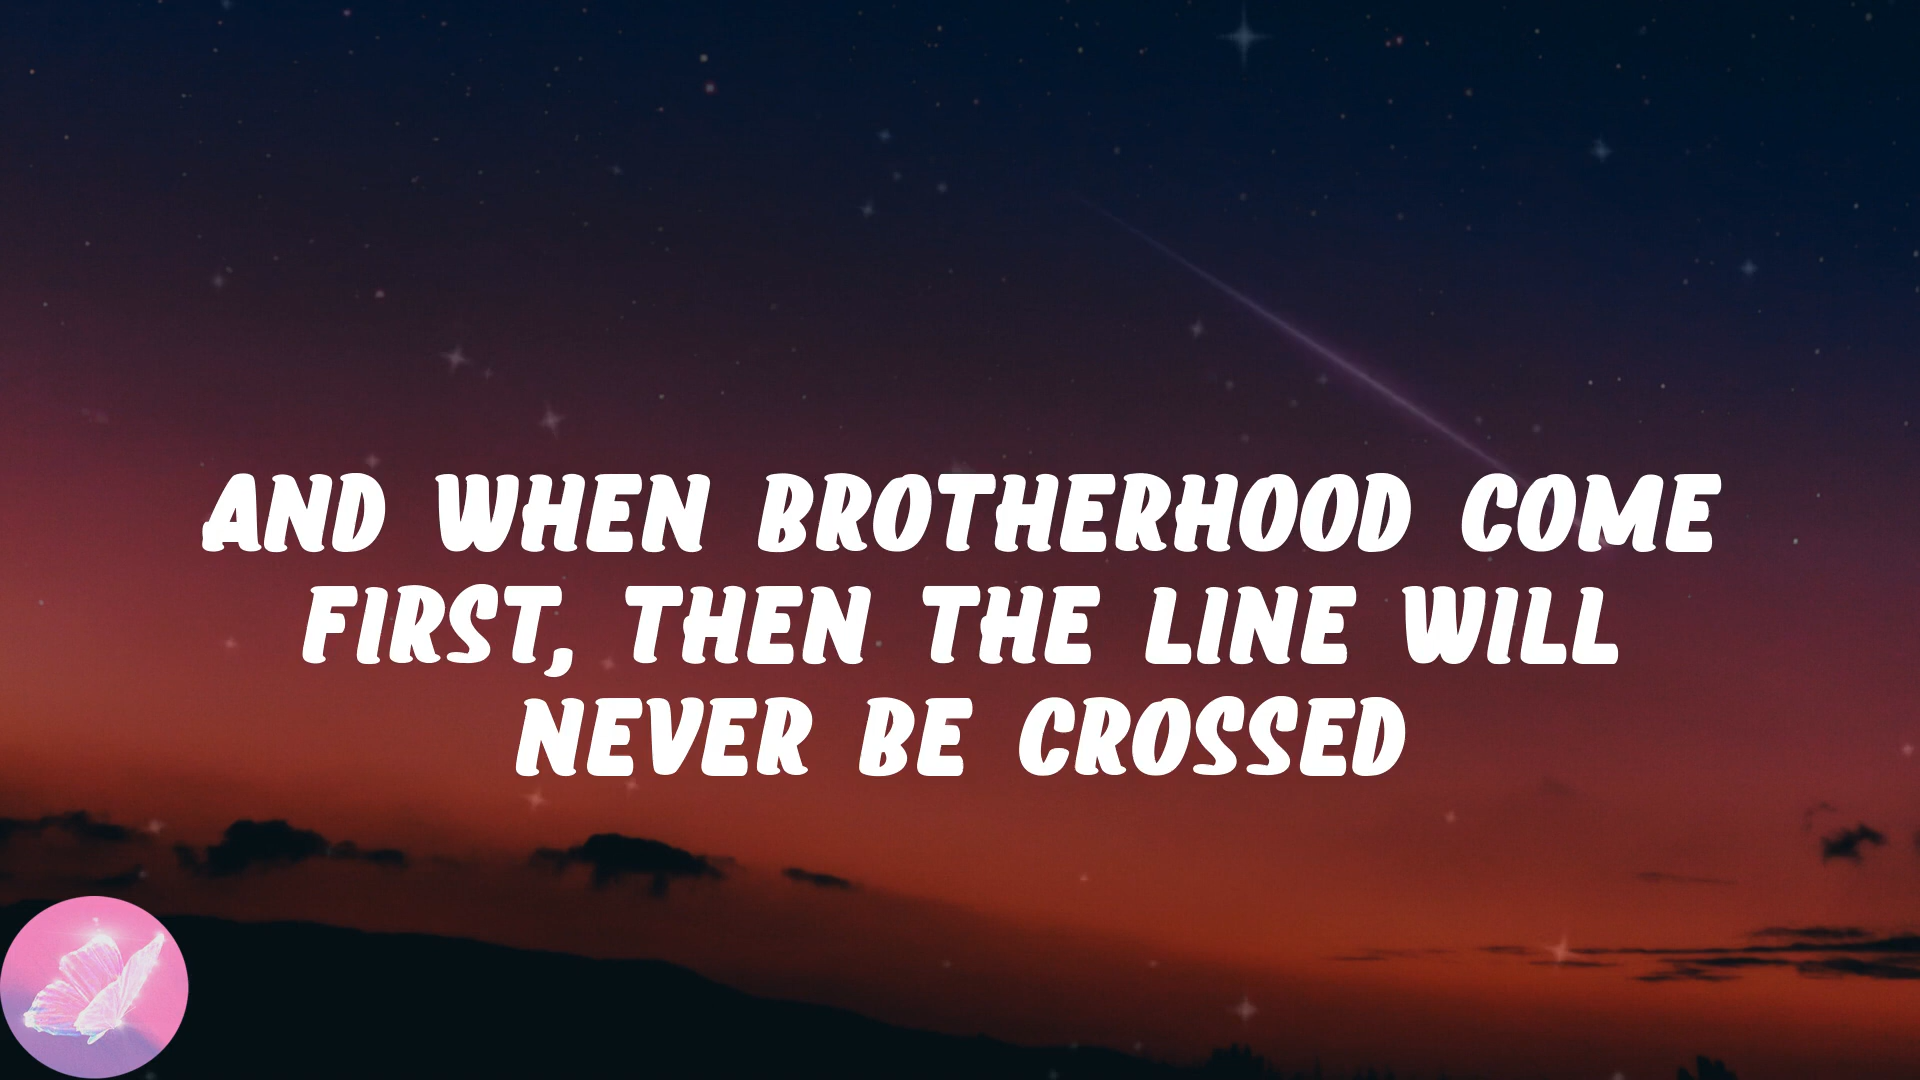 AND WHEN BROTHERHOOD COME
FIRST, THEN THE LINE WILL
NEVER BE CROSSED